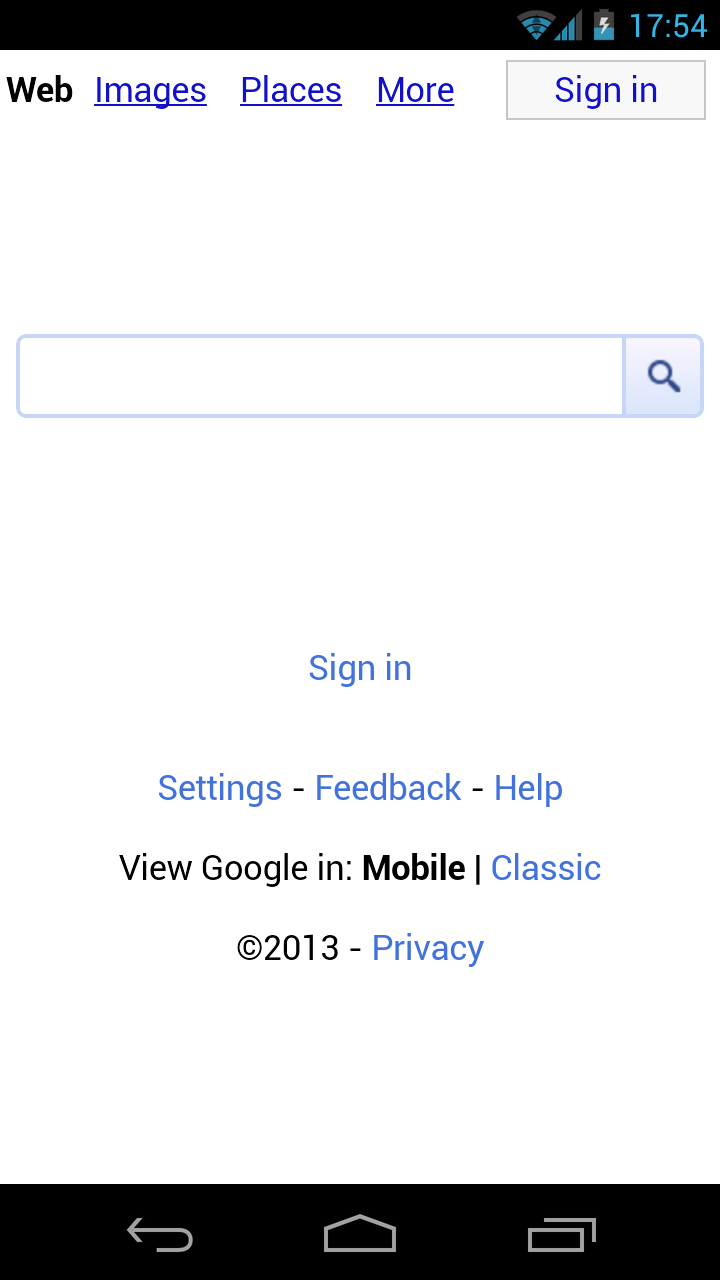 17:54
Web Images Places More Sign in
Sign in
Settings - Feedback - Help
View Google in: Mobile | Classic
©2013 - Privacy